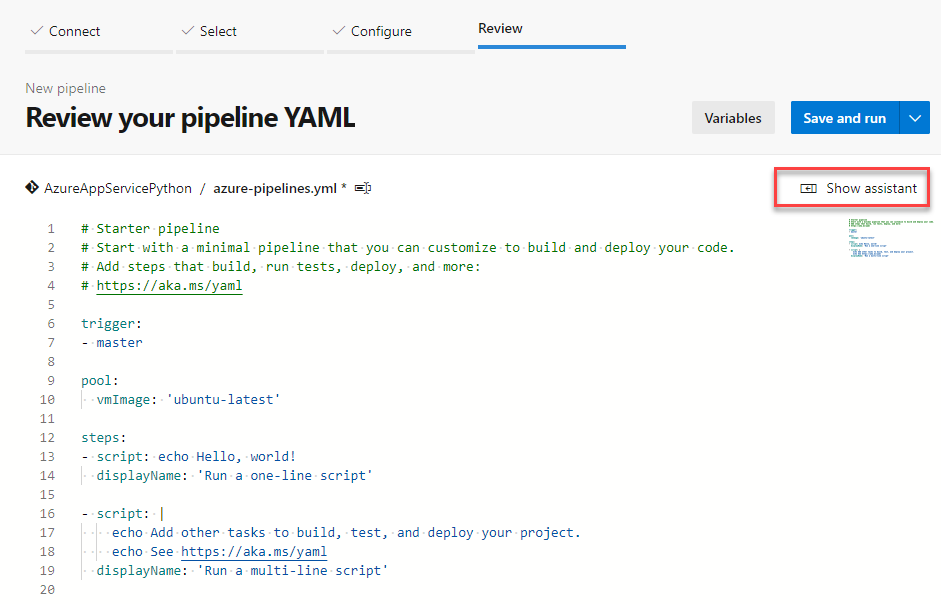 Connect Select Configure Review
New pipeline
Review your pipeline YAML
Variables Save and run
AzureAppServicePython / azure-pipelines.yml * Show assistant
1 # Starter pipeline
2 # Start with a minimal pipeline that you can customize to build and deploy your code.
3 # Add steps that build, run tests, deploy, and more:
4 # https://aka.ms/yaml
5
6 trigger:
7 - master
8
9 pool:
10   vmImage: 'ubuntu-latest'
11
12 steps:
13 - script: echo Hello, world!
14   displayName: 'Run a one-line script'
15
16 - script: |
17     echo Add other tasks to build, test, and deploy your project.
18     echo See https://aka.ms/yaml
19   displayName: 'Run a multi-line script'
20